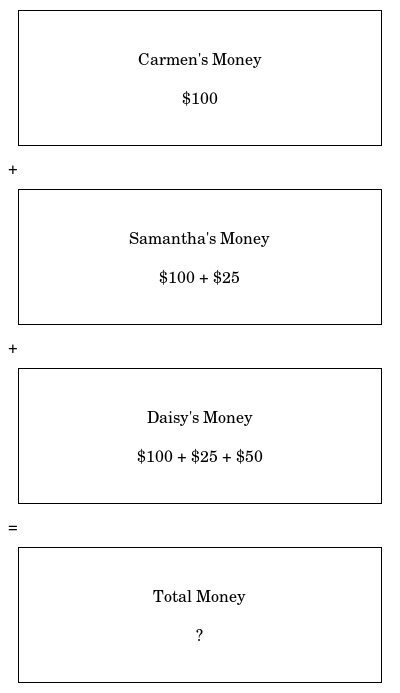 Carmen's Money
$100
+
Samantha's Money
$100 + $25
+
Daisy's Money
$100 + $25 + $50
=
Total Money
?